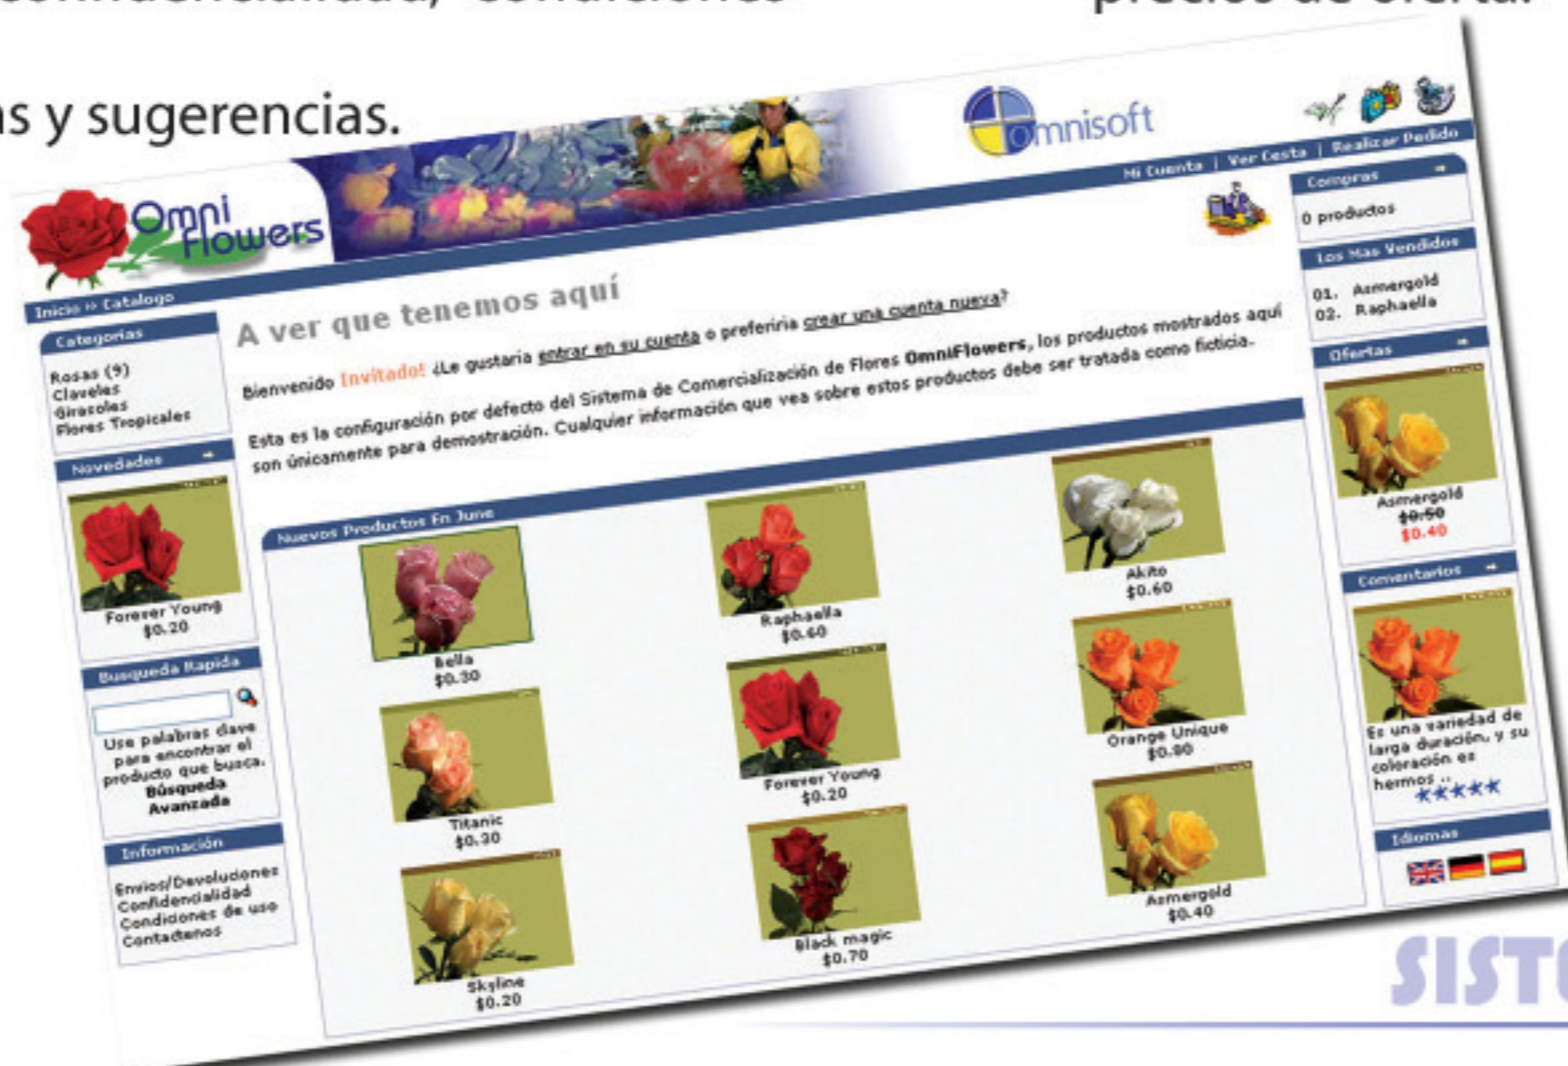 precios de oferta.
as y sugerencias.
Omni
Flowers
Omnisoft
Mi Cuenta | Ver Cesta | Realizar Pedido
Inicio » Catalogo
Categorias
Rosas (9)
Claveles
Girasoles
Flores Tropicales
Novedades
Forever Young
$0.20
Busqueda Rapida
Use palabras clave
para encontrar el
producto que busca.
Búsqueda
Avanzada
Información
Envios/Devoluciones
Confidencialidad
Condiciones de uso
Contactenos
A ver que tenemos aquí
Bienvenido Invitado! ¿Le gustaria entrar en su cuenta o preferiria crear una cuenta nueva?
Esta es la configuración por defecto del Sistema de Comercialización de Flores OmniFlowers, los productos mostrados aquí
son únicamente para demostración. Cualquier información que vea sobre estos productos debe ser tratada como ficticia.
Nuevos Productos En June
Bella
$0.30
Raphaella
$0.60
Akito
$0.60
Titanic
$0.30
Forever Young
$0.20
Orange Unique
$0.80
Skyline
$0.20
Black magic
$0.70
Asmergold
$0.40
Compras
0 productos
Los Mas Vendidos
01. Asmergold
02. Raphaella
Ofertas
Asmergold
$0.50
$0.40
Comentarios
Es una variedad de
larga duración, y su
coloración es
hermos ..
Idiomas
SISTE